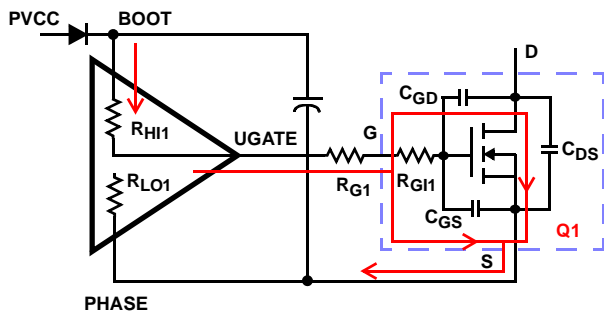 PVCC
BOOT
D
RHI1
CGD
UGATE
G
CDS
RLO1
RG1
RGI1
CGS
Q1
S
PHASE